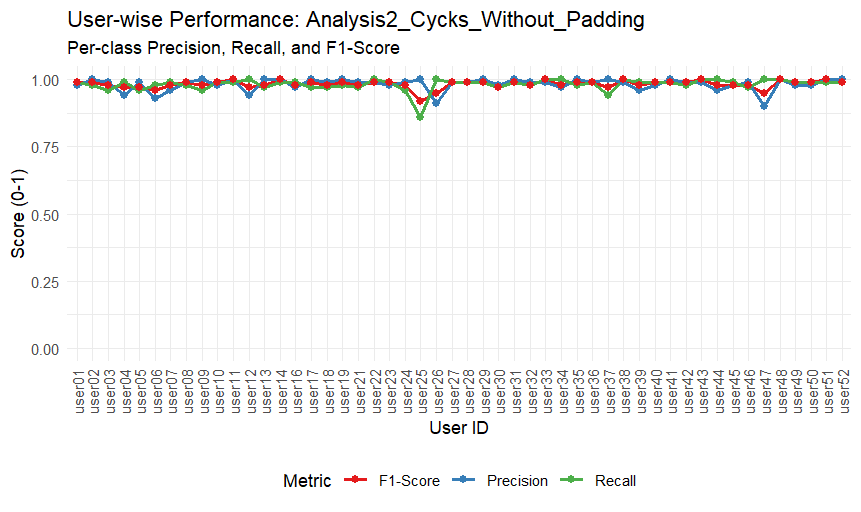 User-wise Performance: Analysis2_Cycks_Without_Padding
Per-class Precision, Recall, and F1-Score
Score (0-1)
1.00
0.75
0.50
0.25
0.00
user01
user02
user03
user04
user05
user06
user07
user08
user09
user10
user11
user12
user13
user14
user16
user17
user18
user19
user21
user22
user23
user24
user25
user26
user27
user28
user29
user30
user31
user32
user33
user34
user35
user36
user37
user38
user39
user40
user41
user42
user43
user44
user45
user46
user47
user48
user49
user50
user51
user52
User ID
Metric F1-Score Precision Recall